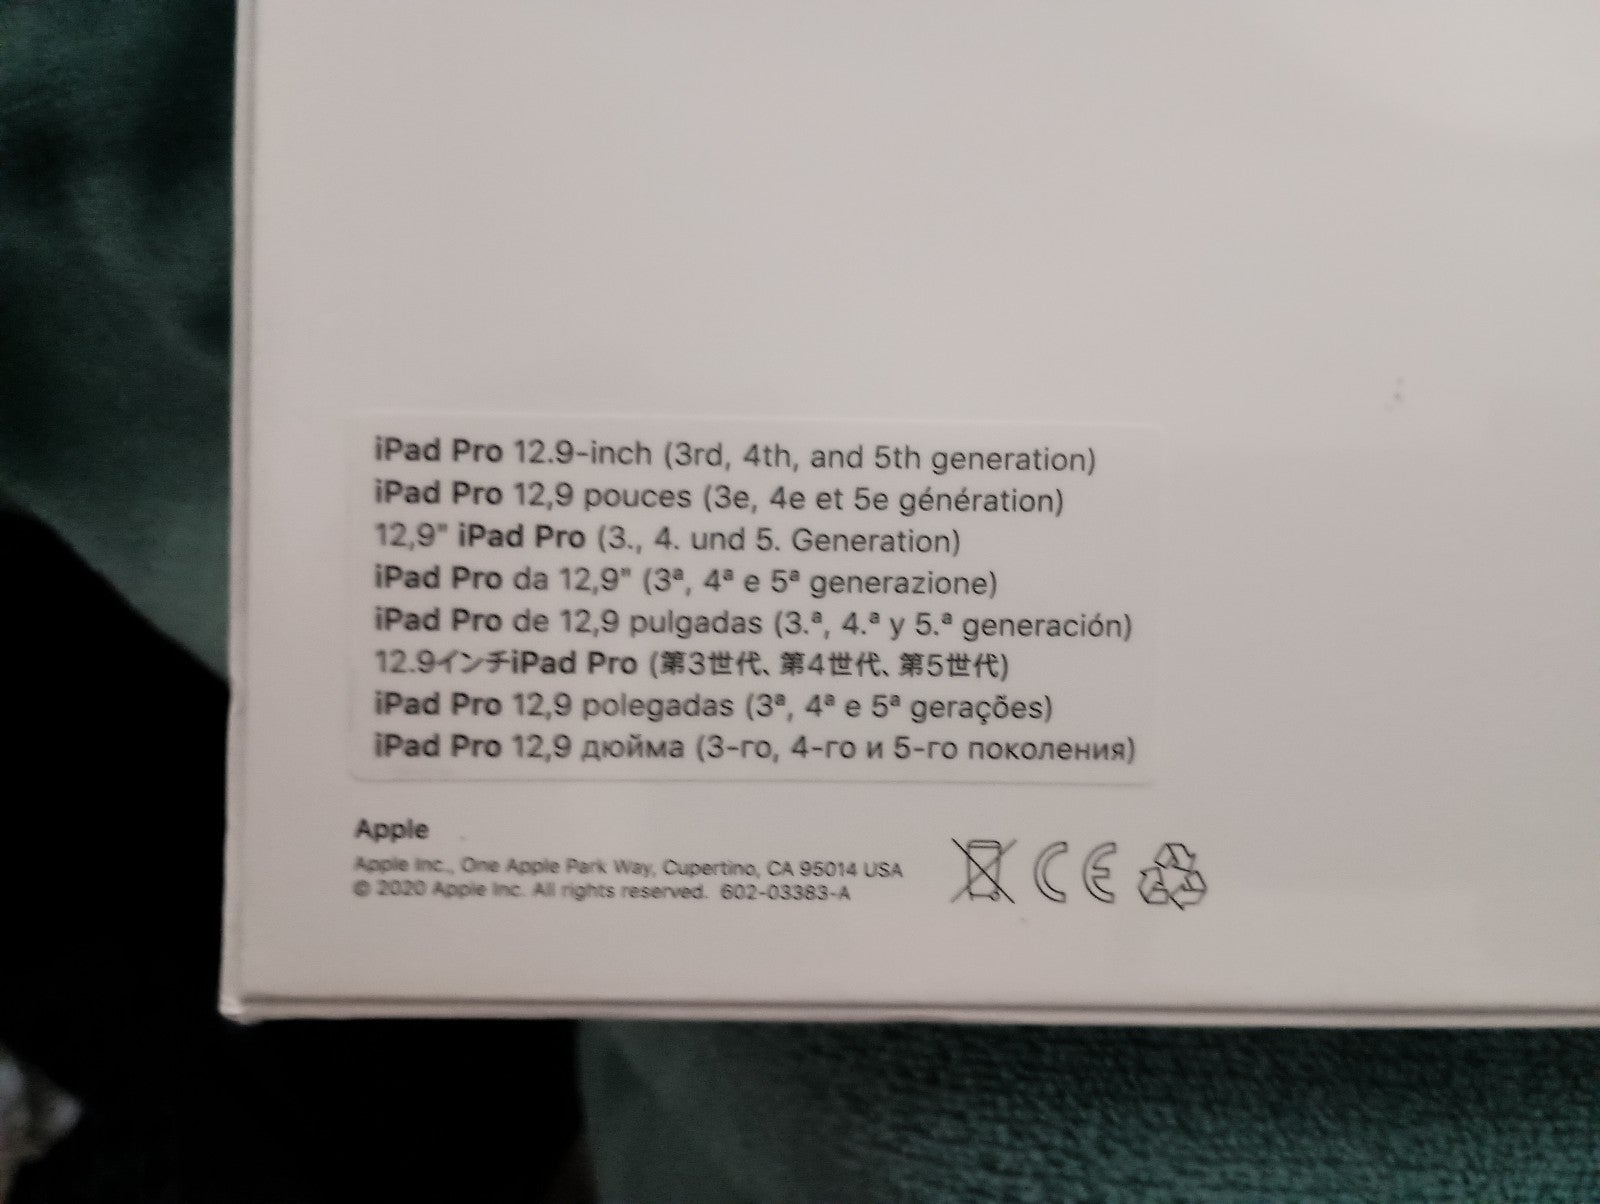 iPad Pro 12.9-inch (3rd, 4th, and 5th generation)
iPad Pro 12,9 pouces (3e, 4e et 5e génération)
12,9" iPad Pro (3., 4. und 5. Generation)
iPad Pro da 12,9" (3ª, 4ª e 5ª generazione)
iPad Pro de 12,9 pulgadas (3.ª, 4.ª y 5.ª generación)
12.9インチiPad Pro (第3世代、第4世代、第5世代)
iPad Pro 12,9 polegadas (3ª, 4ª e 5ª gerações)
iPad Pro 12,9 дюйма (3-го, 4-го и 5-го поколения)
Apple
Apple Inc., One Apple Park Way, Cupertino, CA 95014 USA
© 2020 Apple Inc. All rights reserved. 602-03383-A
CE